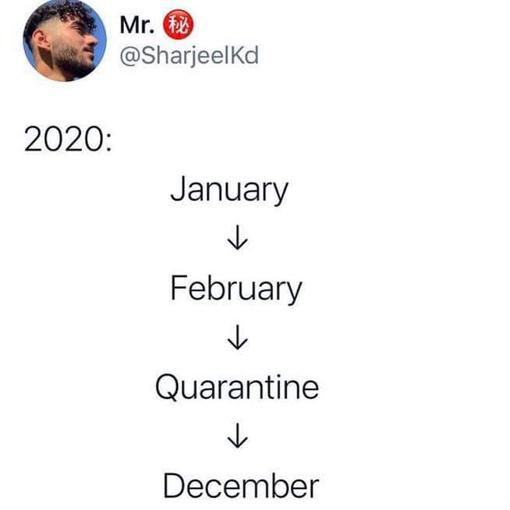 Mr. ㊙
@SharjeelKd
2020:
January
↓
February
↓
Quarantine
↓
December